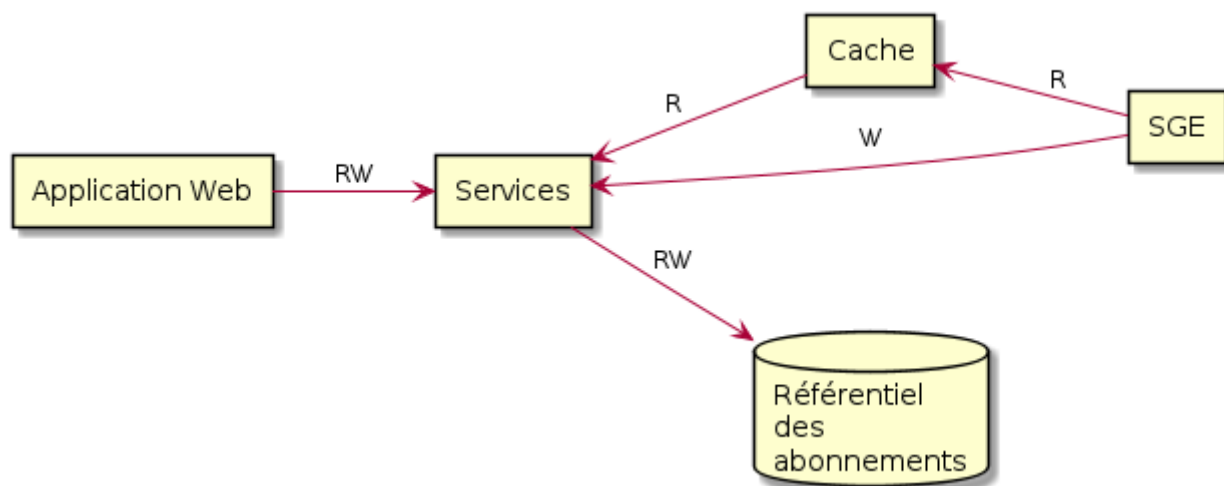 Cache
R
R
SGE
W
Application Web
RW
Services
RW
Référentiel
des
abonnements